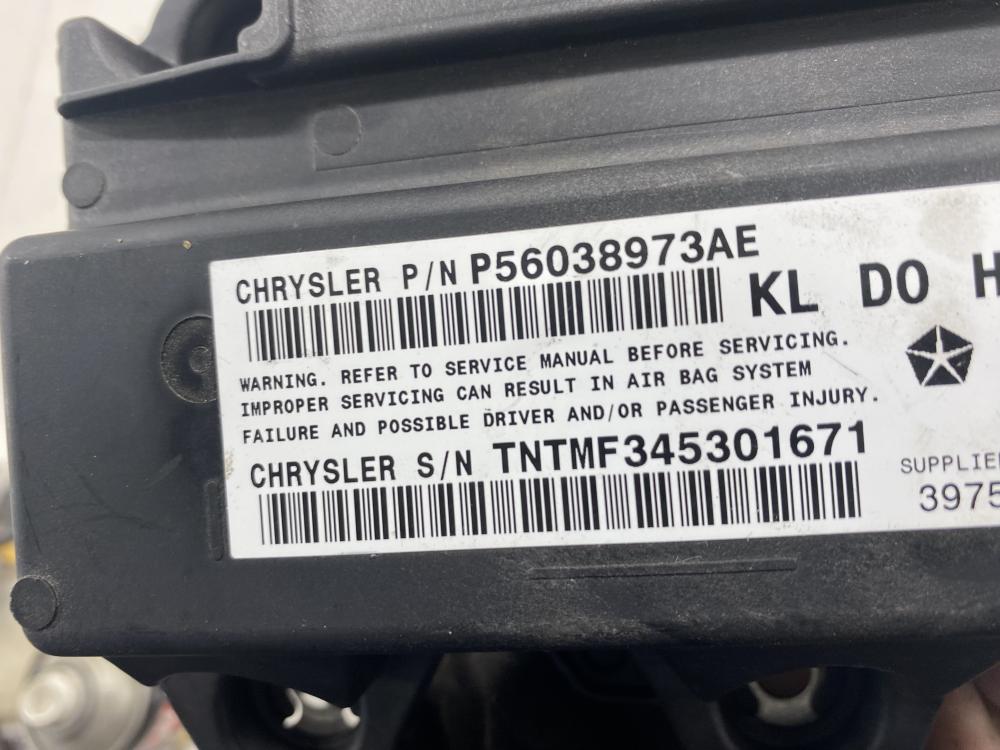 CHRYSLER P/N P56038973AE
KL DO H
WARNING. REFER TO SERVICE MANUAL BEFORE SERVICING.
IMPROPER SERVICING CAN RESULT IN AIR BAG SYSTEM
FAILURE AND POSSIBLE DRIVER AND/OR PASSENGER INJURY.
CHRYSLER S/N TNTMF345301671
SUPPLIE
3975